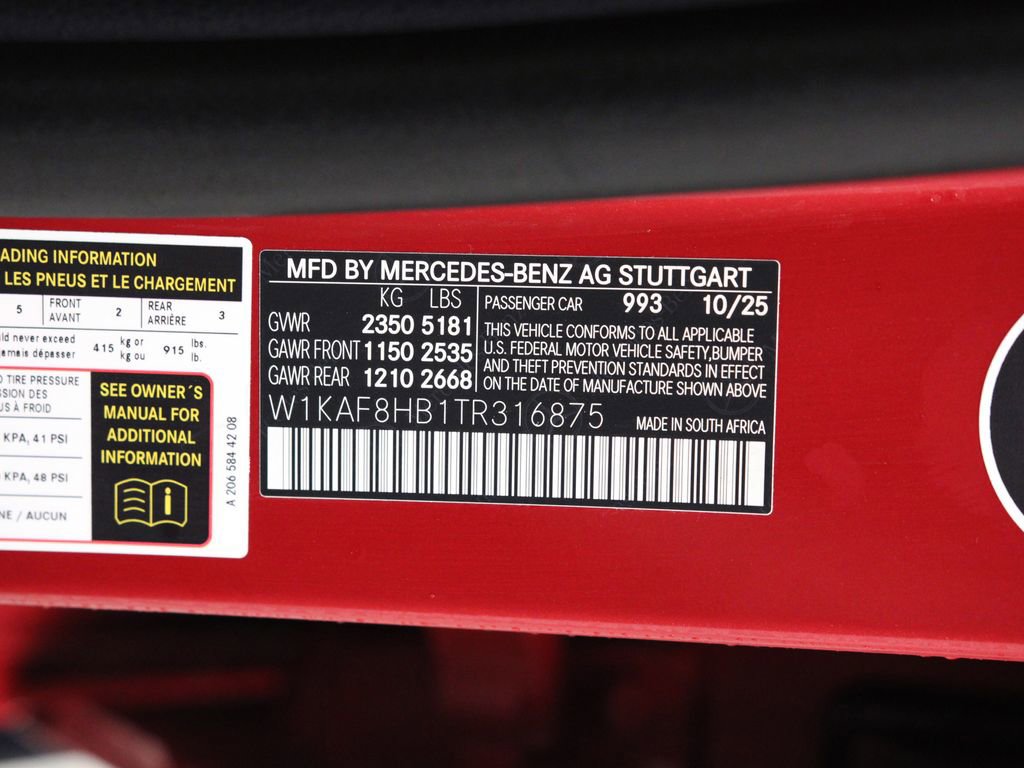 ADING INFORMATION
LES PNEUS ET LE CHARGEMENT
5 FRONT AVANT 2 REAR ARRIÈRE 3
never exceed
dépasser
415 kg or kg ou 915 lbs. lb.
TIRE PRESSURE
DES
À FROID
KPA, 41 PSI
KPA, 48 PSI
/ AUCUN
SEE OWNER´S
MANUAL FOR
ADDITIONAL
INFORMATION
A 206 584 42 08
MFD BY MERCEDES-BENZ AG STUTTGART
KG LBS
GVWR 2350 5181
GAWR FRONT 1150 2535
GAWR REAR 1210 2668
PASSENGER CAR 993 10/25
THIS VEHICLE CONFORMS TO ALL APPLICABLE
U.S. FEDERAL MOTOR VEHICLE SAFETY,BUMPER
AND THEFT PREVENTION STANDARDS IN EFFECT
ON THE DATE OF MANUFACTURE SHOWN ABOVE
W1KAF8HB1TR316875
MADE IN SOUTH AFRICA